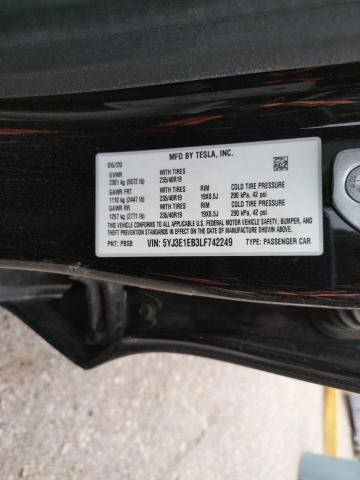 MFD BY TESLA, INC.
06/20
GVWR WITH TIRES
2301 kg (5072 lb) 235/40R19
GAWR FRT WITH TIRES RIM COLD TIRE PRESSURE
1110 kg (2447 lb) 235/40R19 19X8.5J 290 kPa, 42 psi
GAWR RR WITH TIRES RIM COLD TIRE PRESSURE
1257 kg (2771 lb) 235/40R19 19X8.5J 290 kPa, 42 psi
THIS VEHICLE CONFORMS TO ALL APPLICABLE U.S. FEDERAL MOTOR VEHICLE SAFETY, BUMPER, AND
THEFT PREVENTION STANDARDS IN EFFECT ON THE DATE OF MANUFACTURE SHOWN ABOVE.
PNT: PBSB VIN: 5YJ3E1EB3LF742249 TYPE: PASSENGER CAR